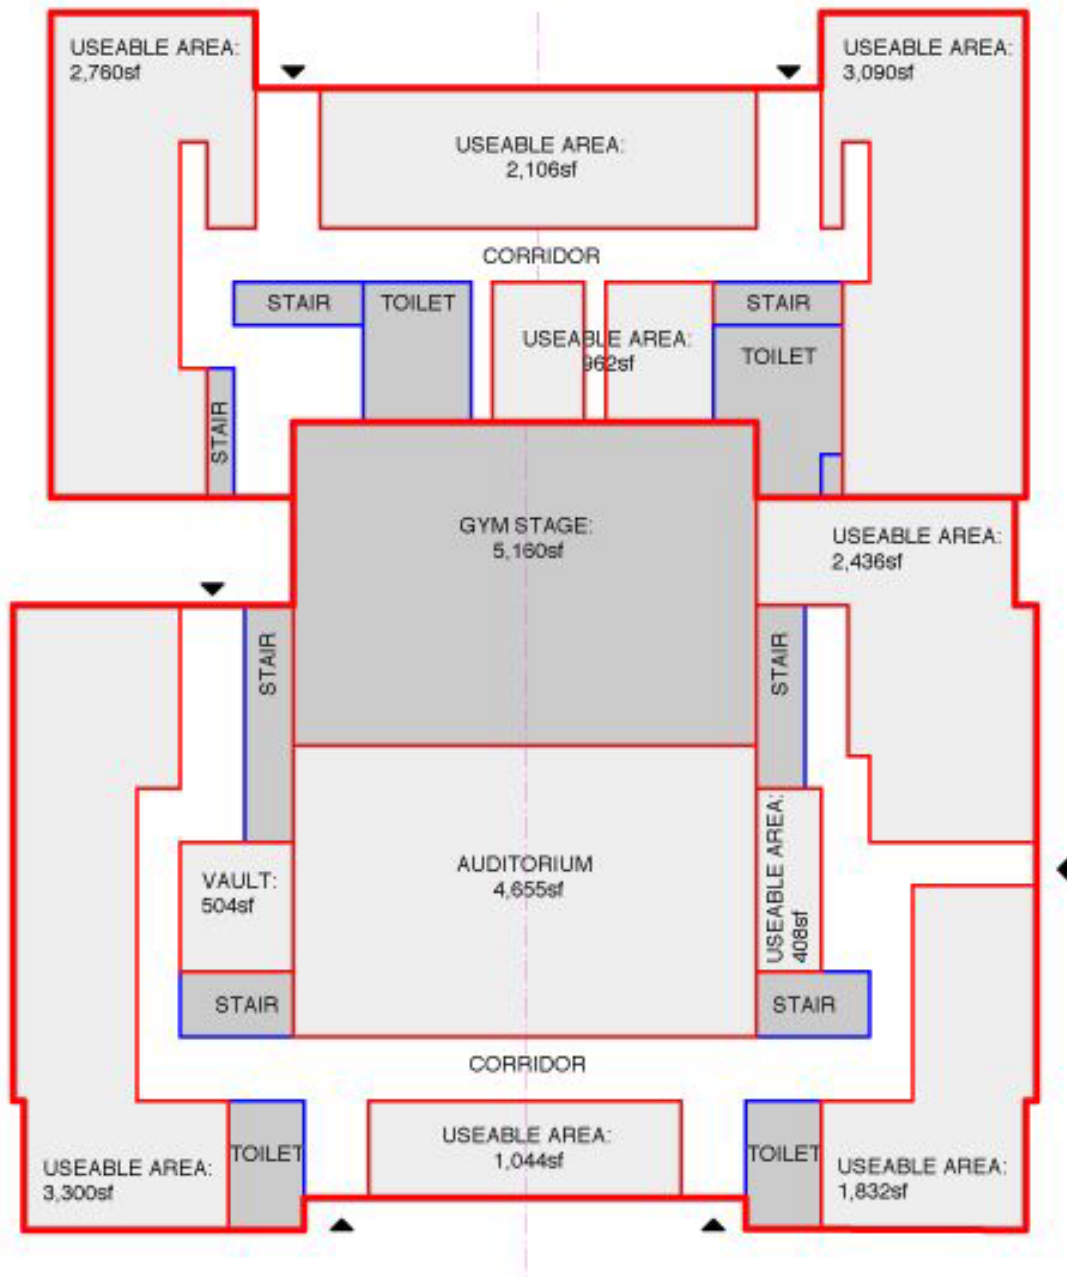 USEABLE AREA:
2,760sf
USEABLE AREA:
3,090sf
USEABLE AREA:
2,106sf
CORRIDOR
STAIR
TOILET
STAIR
USEABLE AREA:
962sf
TOILET
STAIR
GYM STAGE:
5,160sf
USEABLE AREA:
2,436sf
STAIR
STAIR
AUDITORIUM
4,655sf
VAULT:
504sf
USEABLE AREA:
408sf
STAIR
STAIR
CORRIDOR
USEABLE AREA:
1,044sf
TOILET
TOILET
USEABLE AREA:
3,300sf
USEABLE AREA:
1,832sf